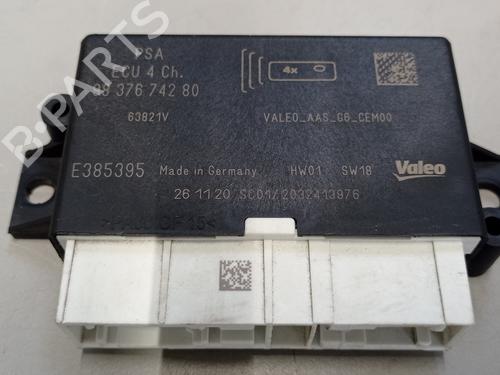 PSA
ECU 4 Ch.
98 376 742 80
4x
63821V
VALEO_AAS_G6_CEM00
E385395
Made in Germany
HW01 SW18
Valeo
26 11 20
SC01/2032413976
B-PARTS